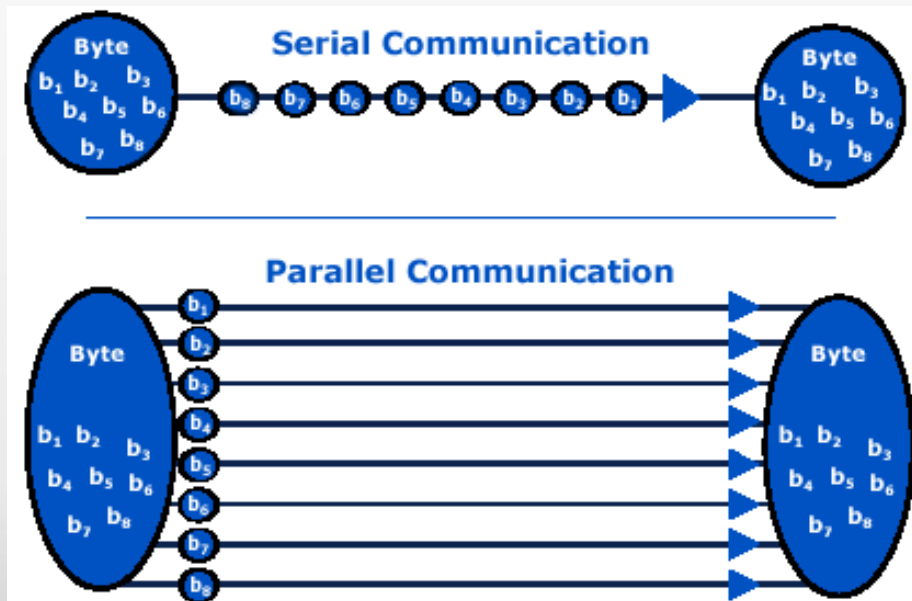 Serial Communication
Byte
b₁ b₂ b₃
b₄ b₅ b₆
b₇ b₈
b₈ b₇ b₆ b₅ b₄ b₃ b₂ b₁
Byte
b₁ b₂ b₃
b₄ b₅ b₆
b₇ b₈
Parallel Communication
Byte
b₁ b₂ b₃
b₄ b₅ b₆
b₇ b₈
b₁
b₂
b₃
b₄
b₅
b₆
b₇
b₈
Byte
b₁ b₂ b₃
b₄ b₅ b₆
b₇ b₈